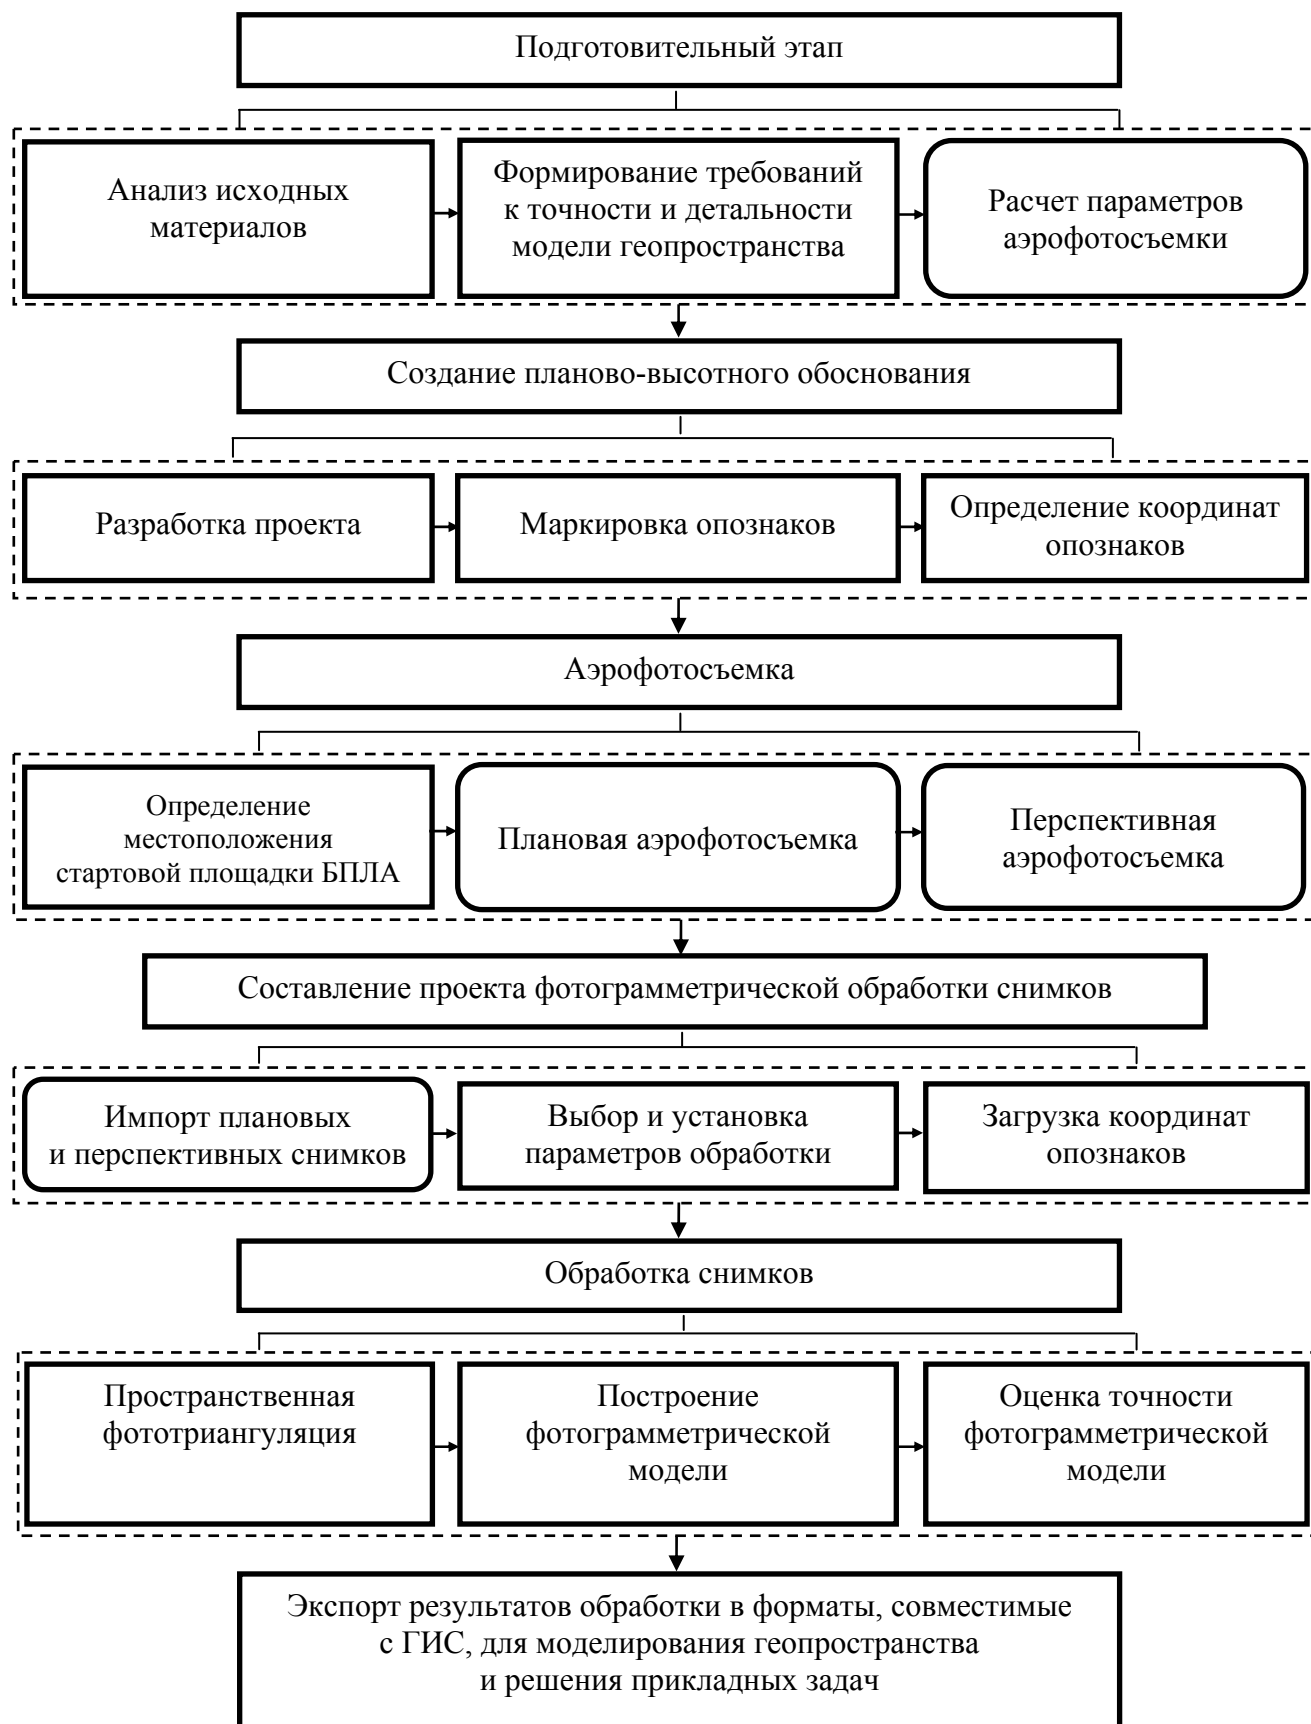 Подготовительный этап
Анализ исходных
материалов
Формирование требований
к точности и детальности
модели геопространства
Расчет параметров
аэрофотосъемки
Создание планово-высотного обоснования
Разработка проекта
Маркировка опознаков
Определение координат
опознаков
Аэрофотосъемка
Определение
местоположения
стартовой площадки БПЛА
Плановая аэрофотосъемка
Перспективная
аэрофотосъемка
Составление проекта фотограмметрической обработки снимков
Импорт плановых
и перспективных снимков
Выбор и установка
параметров обработки
Загрузка координат
опознаков
Обработка снимков
Пространственная
фототриангуляция
Построение
фотограмметрической
модели
Оценка точности
фотограмметрической
модели
Экспорт результатов обработки в форматы, совместимые
с ГИС, для моделирования геопространства
и решения прикладных задач